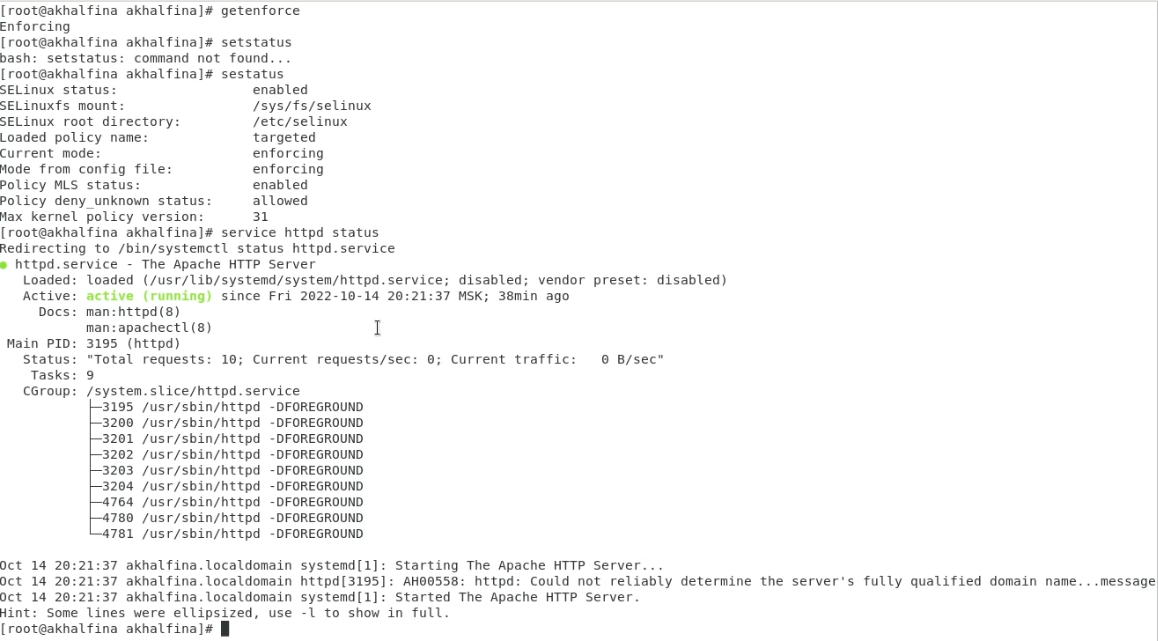 [root@akhalfina akhalfina]# getenforce
Enforcing
[root@akhalfina akhalfina]# setstatus
bash: setstatus: command not found...
[root@akhalfina akhalfina]# sestatus
SELinux status:                 enabled
SELinuxfs mount:                /sys/fs/selinux
SELinux root directory:         /etc/selinux
Loaded policy name:             targeted
Current mode:                   enforcing
Mode from config file:          enforcing
Policy MLS status:              enabled
Policy deny_unknown status:     allowed
Max kernel policy version:      31
[root@akhalfina akhalfina]# service httpd status
Redirecting to /bin/systemctl status httpd.service
● httpd.service - The Apache HTTP Server
   Loaded: loaded (/usr/lib/systemd/system/httpd.service; disabled; vendor preset: disabled)
   Active: active (running) since Fri 2022-10-14 20:21:37 MSK; 38min ago
     Docs: man:httpd(8)
           man:apachectl(8)
 Main PID: 3195 (httpd)
   Status: "Total requests: 10; Current requests/sec: 0; Current traffic:   0 B/sec"
    Tasks: 9
   CGroup: /system.slice/httpd.service
           ├─3195 /usr/sbin/httpd -DFOREGROUND
           ├─3200 /usr/sbin/httpd -DFOREGROUND
           ├─3201 /usr/sbin/httpd -DFOREGROUND
           ├─3202 /usr/sbin/httpd -DFOREGROUND
           ├─3203 /usr/sbin/httpd -DFOREGROUND
           ├─3204 /usr/sbin/httpd -DFOREGROUND
           ├─4764 /usr/sbin/httpd -DFOREGROUND
           ├─4780 /usr/sbin/httpd -DFOREGROUND
           └─4781 /usr/sbin/httpd -DFOREGROUND

Oct 14 20:21:37 akhalfina.localdomain systemd[1]: Starting The Apache HTTP Server...
Oct 14 20:21:37 akhalfina.localdomain httpd[3195]: AH00558: httpd: Could not reliably determine the server's fully qualified domain name...message
Oct 14 20:21:37 akhalfina.localdomain systemd[1]: Started The Apache HTTP Server.
Hint: Some lines were ellipsized, use -l to show in full.
[root@akhalfina akhalfina]#